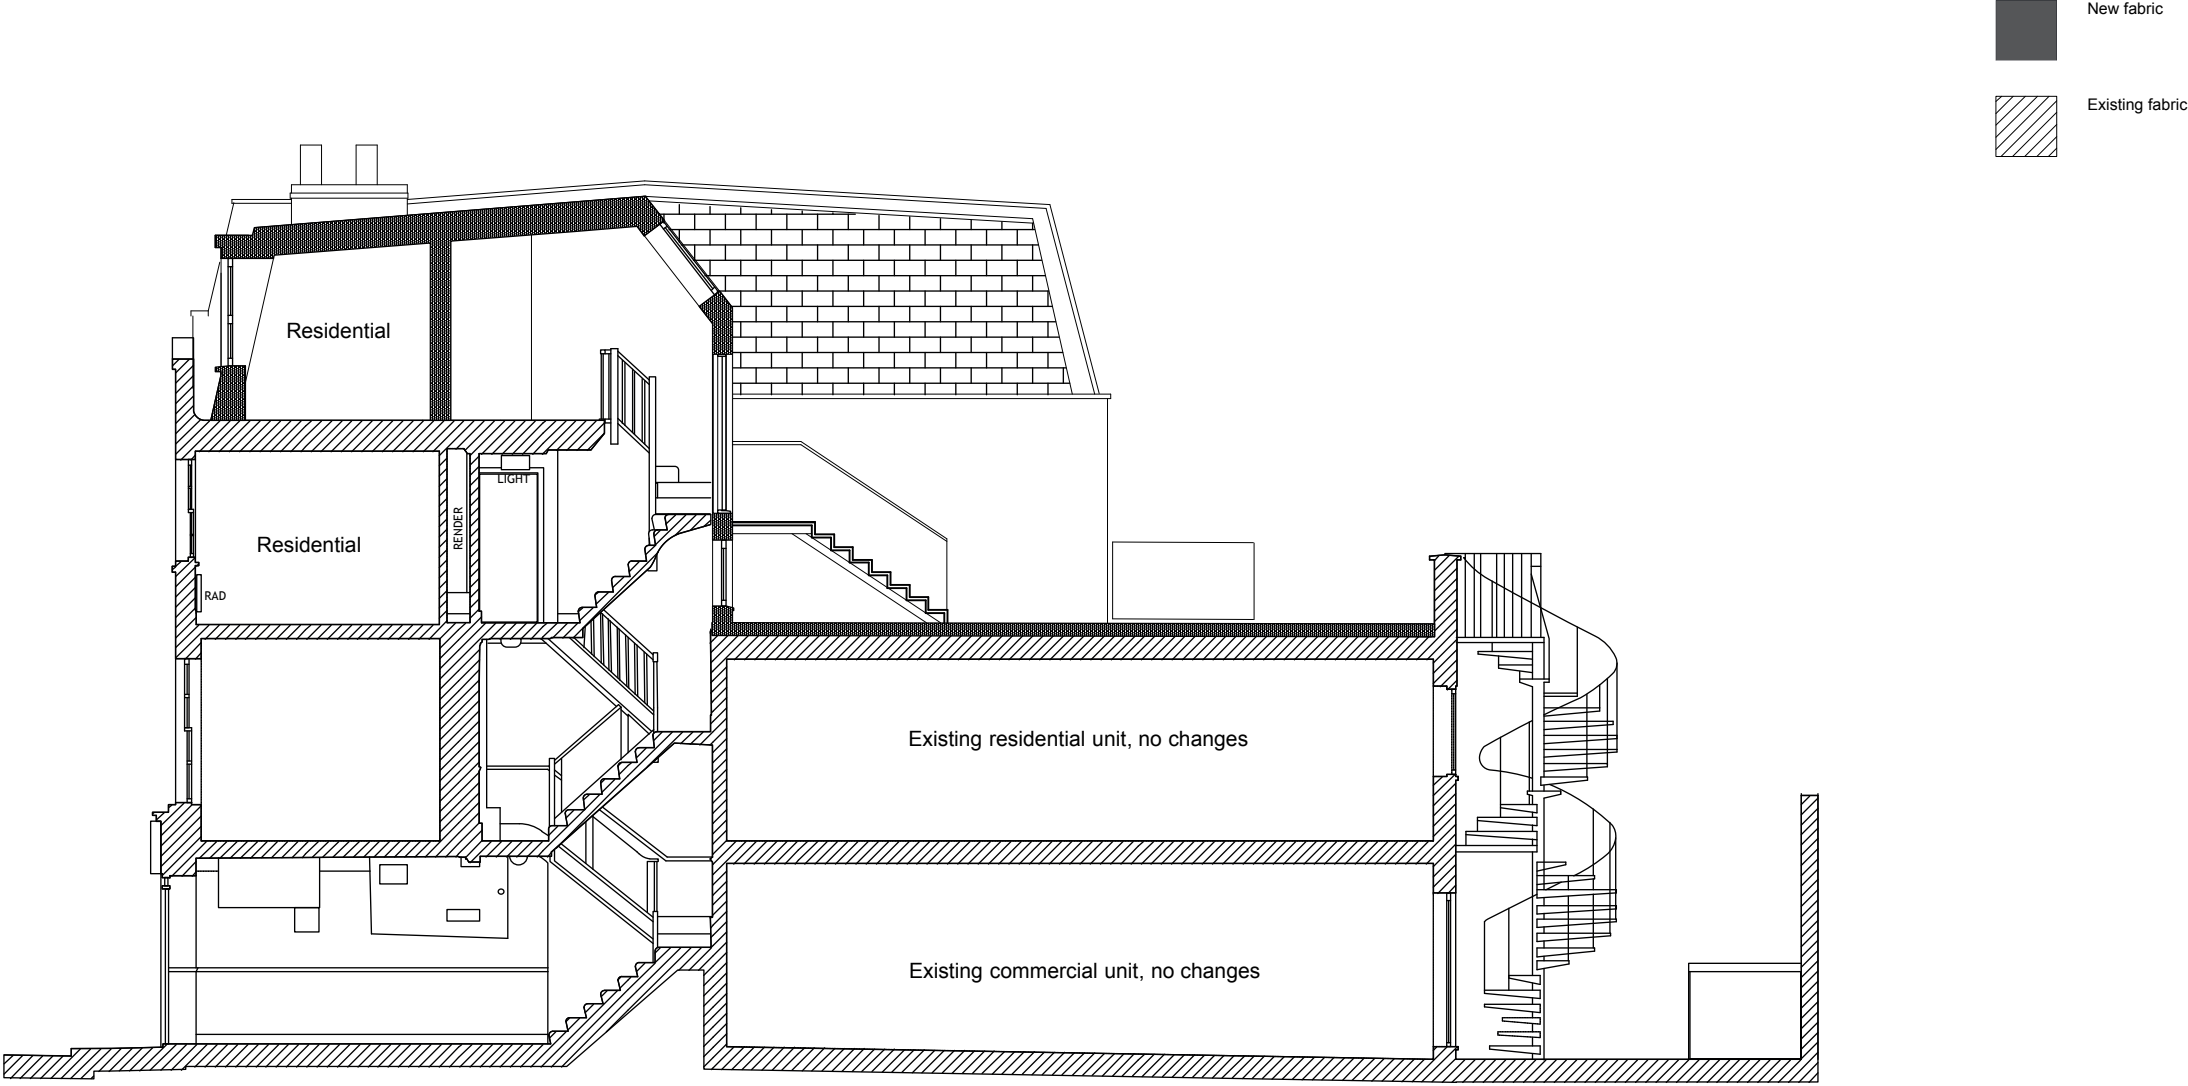 New fabric
Existing fabric
Residential
LIGHT
RENDER
Residential
RAD
Existing residential unit, no changes
Existing commercial unit, no changes